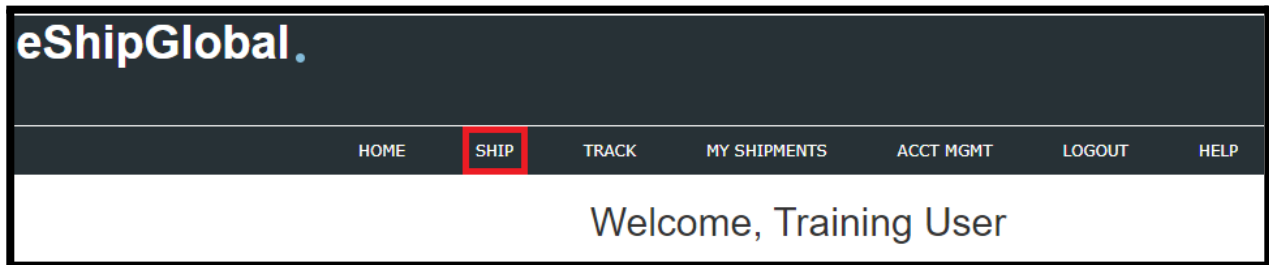 eShipGlobal.
HOME SHIP TRACK MY SHIPMENTS ACCT MGMT LOGOUT HELP
Welcome, Training User